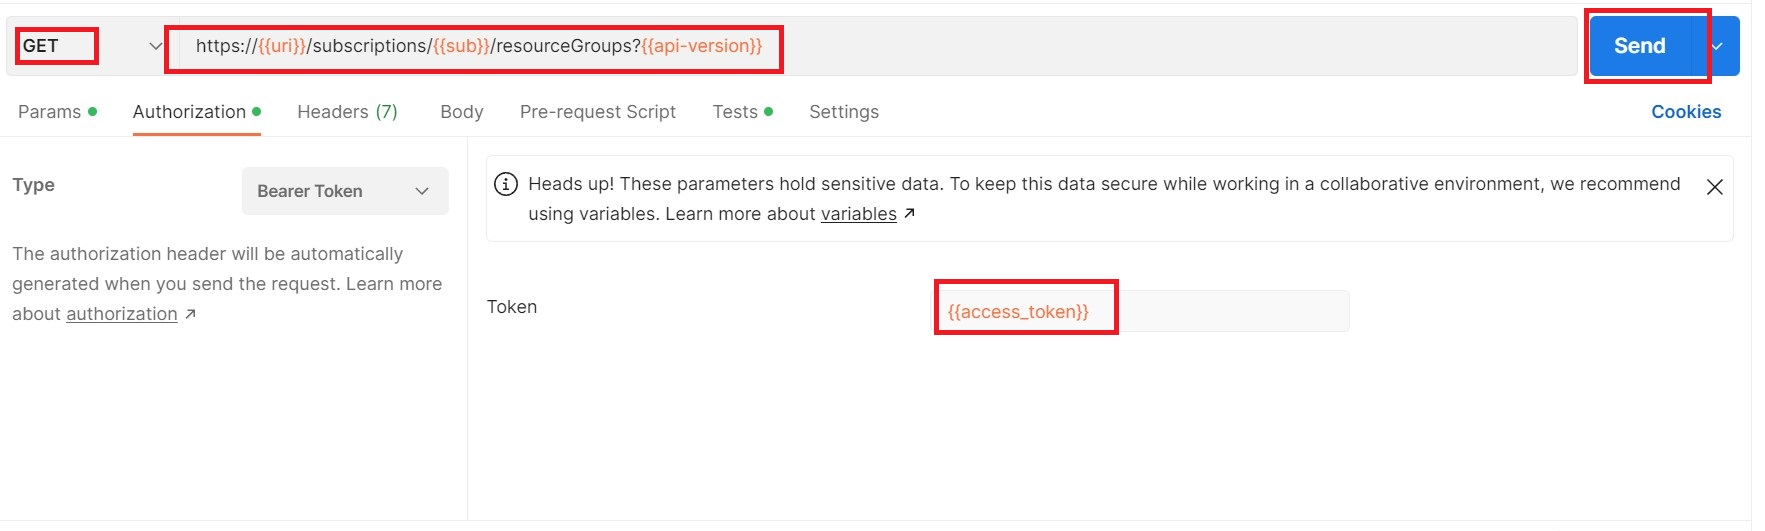 GET
https://{{uri}}/subscriptions/{{sub}}/resourceGroups?{{api-version}}
Send
Params
Authorization
Headers (7)
Body
Pre-request Script
Tests
Settings
Cookies
Type
Bearer Token
The authorization header will be automatically
generated when you send the request. Learn more
about authorization ↗
Heads up! These parameters hold sensitive data. To keep this data secure while working in a collaborative environment, we recommend
using variables. Learn more about variables ↗
Token
{{access_token}}